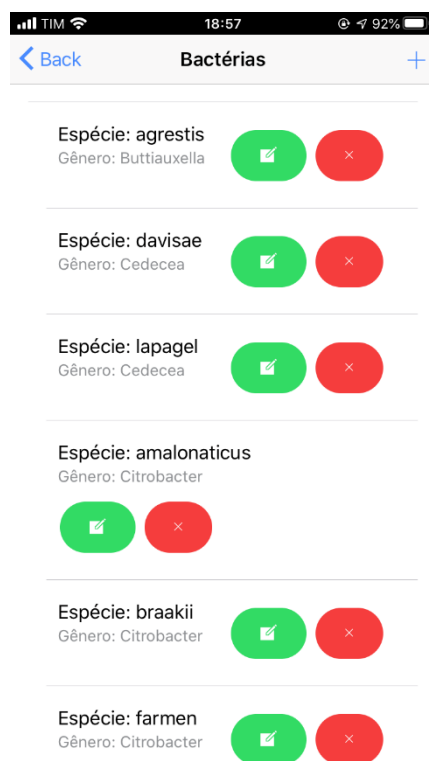 TIM 18:57 92%
Back Bactérias
Espécie: agrestis
Gênero: Buttiauxella
Espécie: davisae
Gênero: Cedecea
Espécie: lapagel
Gênero: Cedecea
Espécie: amalonaticus
Gênero: Citrobacter
Espécie: braakii
Gênero: Citrobacter
Espécie: farmen
Gênero: Citrobacter